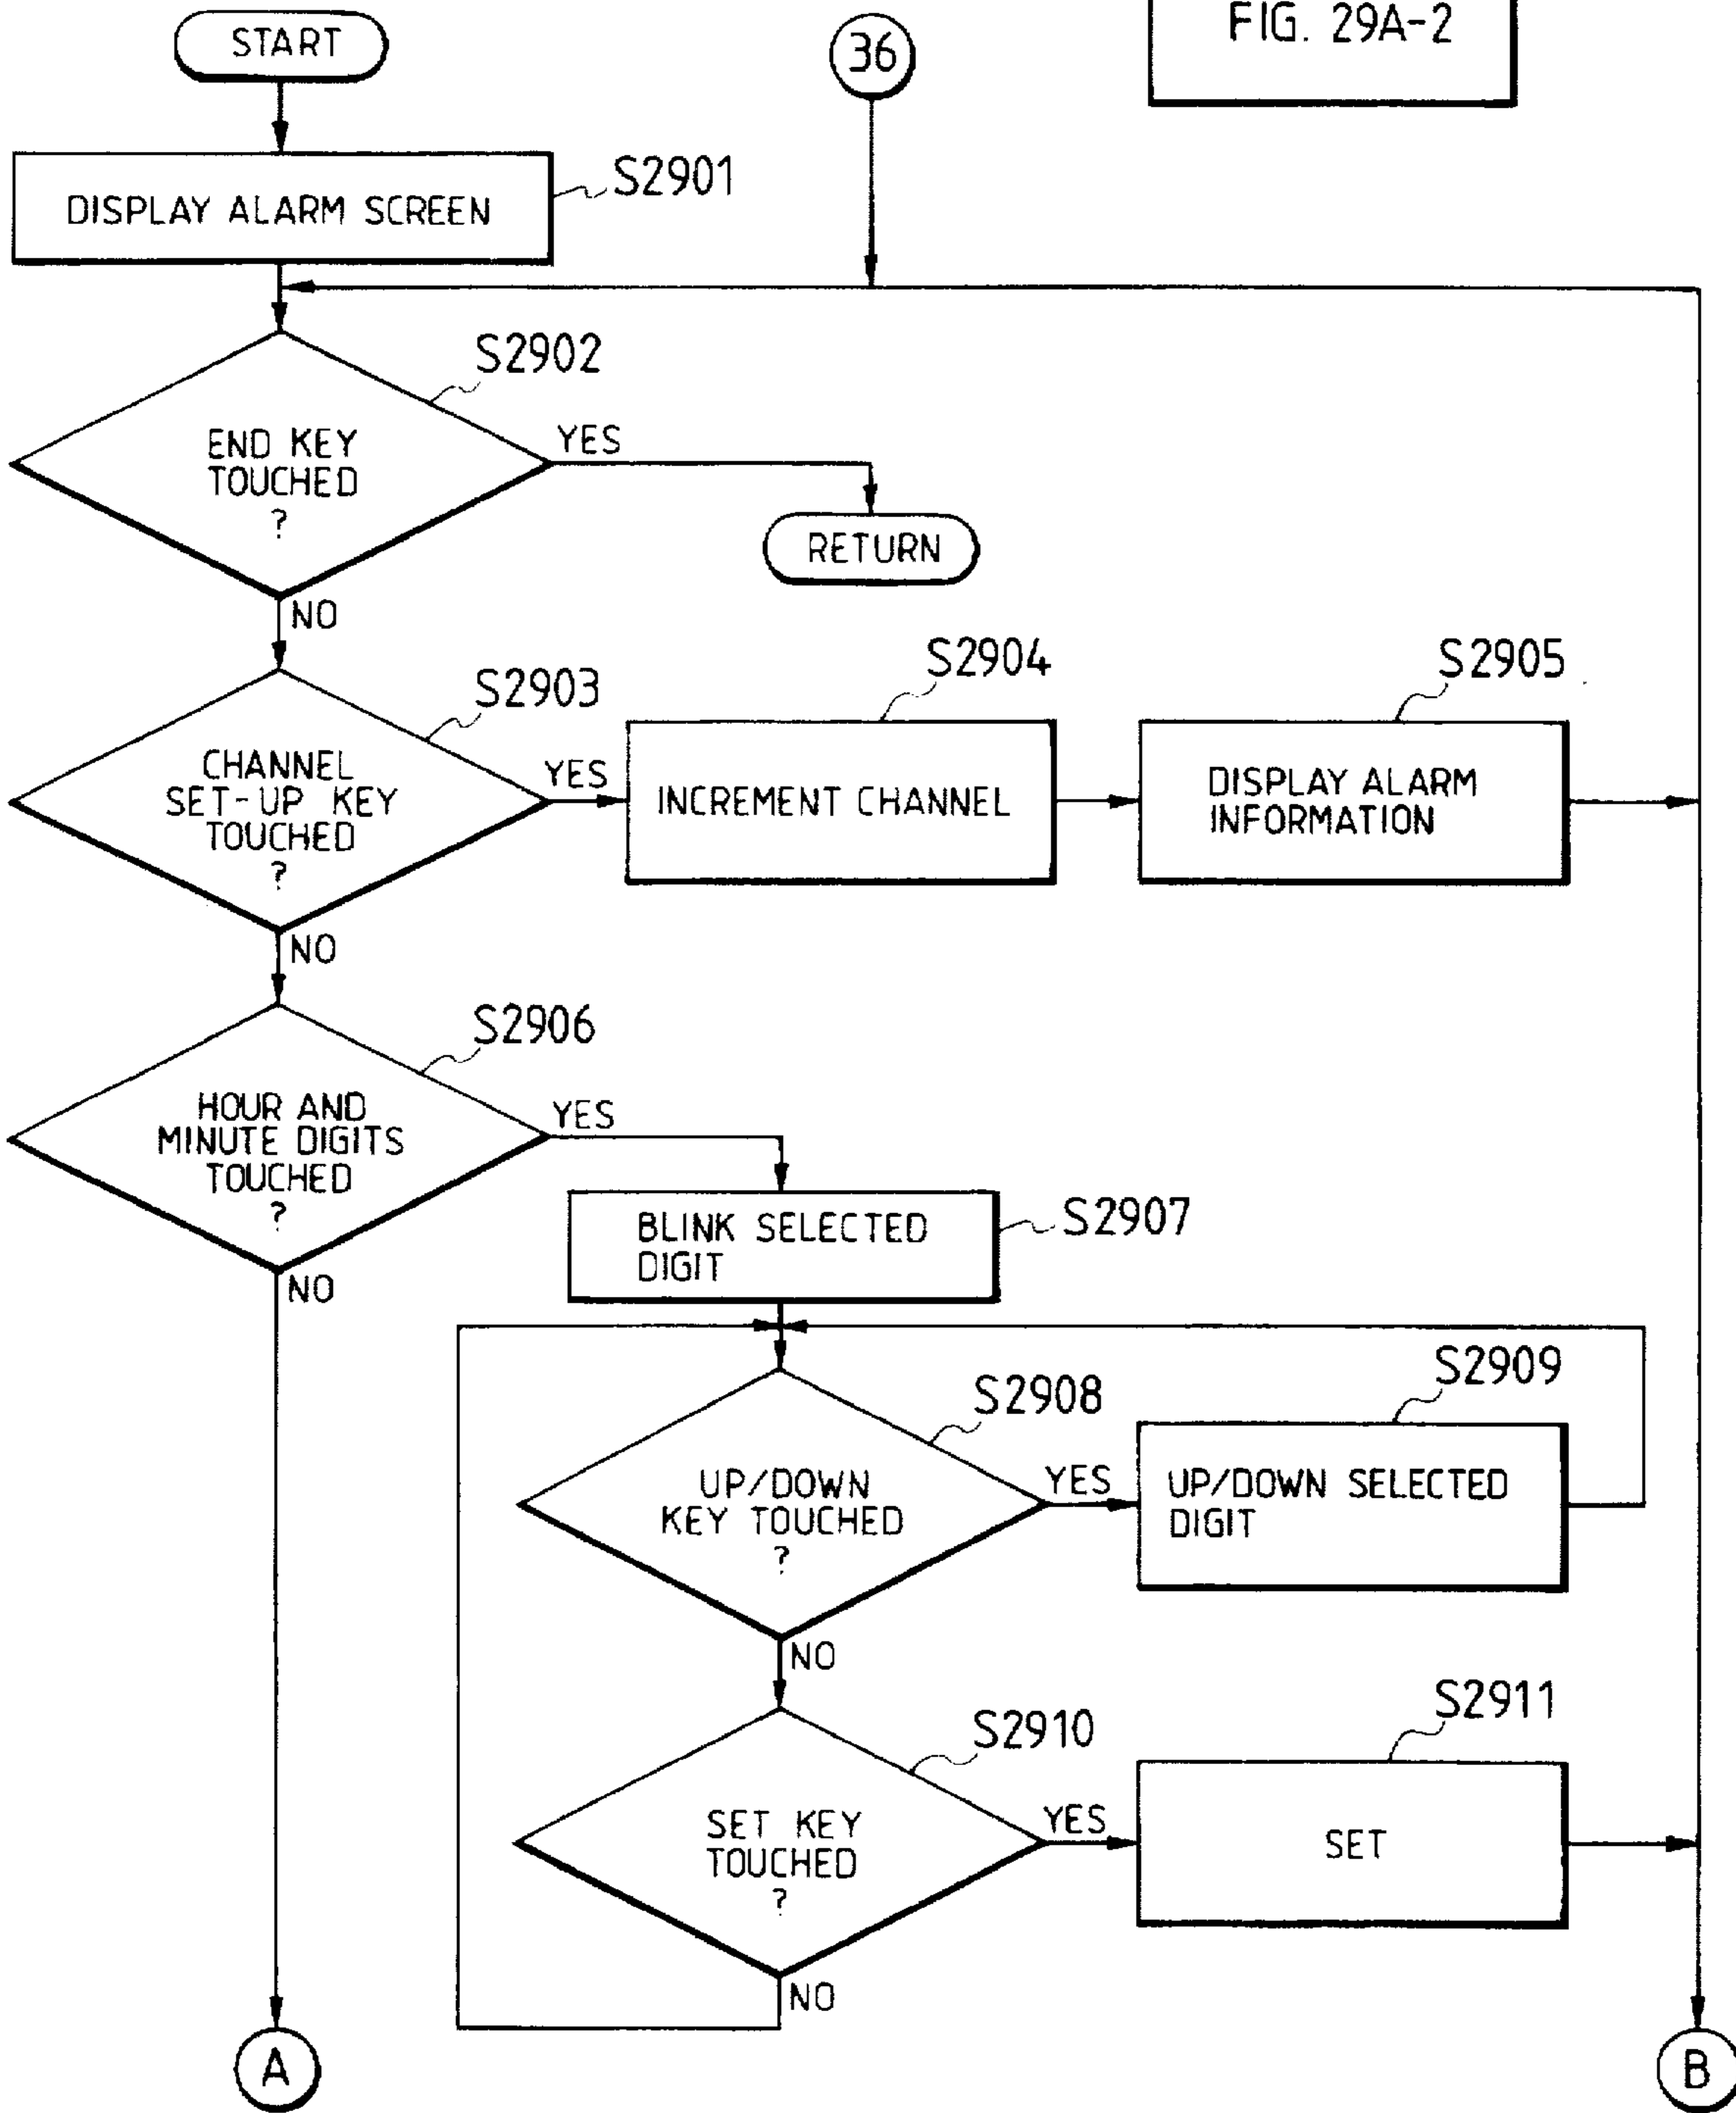 FIG. 29A-2
START
36
DISPLAY ALARM SCREEN
S2901
S2902
END KEY
TOUCHED
?
YES
RETURN
NO
S2903
CHANNEL
SET-UP KEY
TOUCHED
?
YES
S2904
INCREMENT CHANNEL
S2905
DISPLAY ALARM
INFORMATION
NO
S2906
HOUR AND
MINUTE DIGITS
TOUCHED
?
YES
NO
BLINK SELECTED
DIGIT
S2907
S2908
UP/DOWN
KEY TOUCHED
?
YES
S2909
UP/DOWN SELECTED
DIGIT
NO
S2910
SET KEY
TOUCHED
?
YES
S2911
SET
NO
A
B